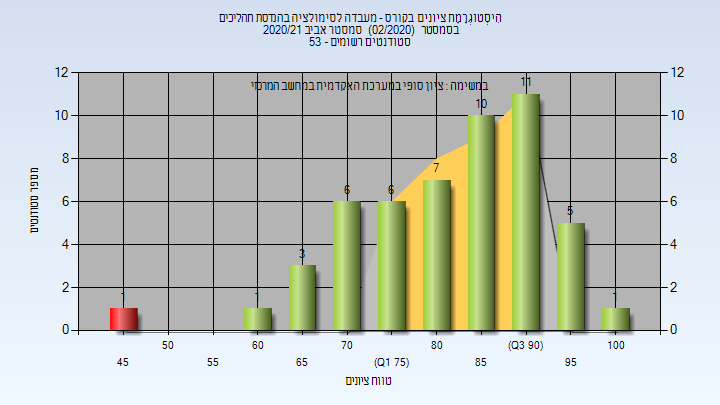 היסטוגרמת ציונים בקורס - מעבדה לסימולציה בהנדסת תהליכים
בסמסטר (02/2020) סמסטר אביב 2020/21
סטודנטים רשומים - 53
במשימה : ציון סופי במערכת האקדמית במחשב המרכזי
מספר סטודנטים
12 12
10 10
8 8
6 6
4 4
2 2
0 0
1 1 3 6 6 7 10 11 5 1
50 60 70 80 (Q3 90) 100
45 55 65 (Q1 75) 85 95
טווח ציונים